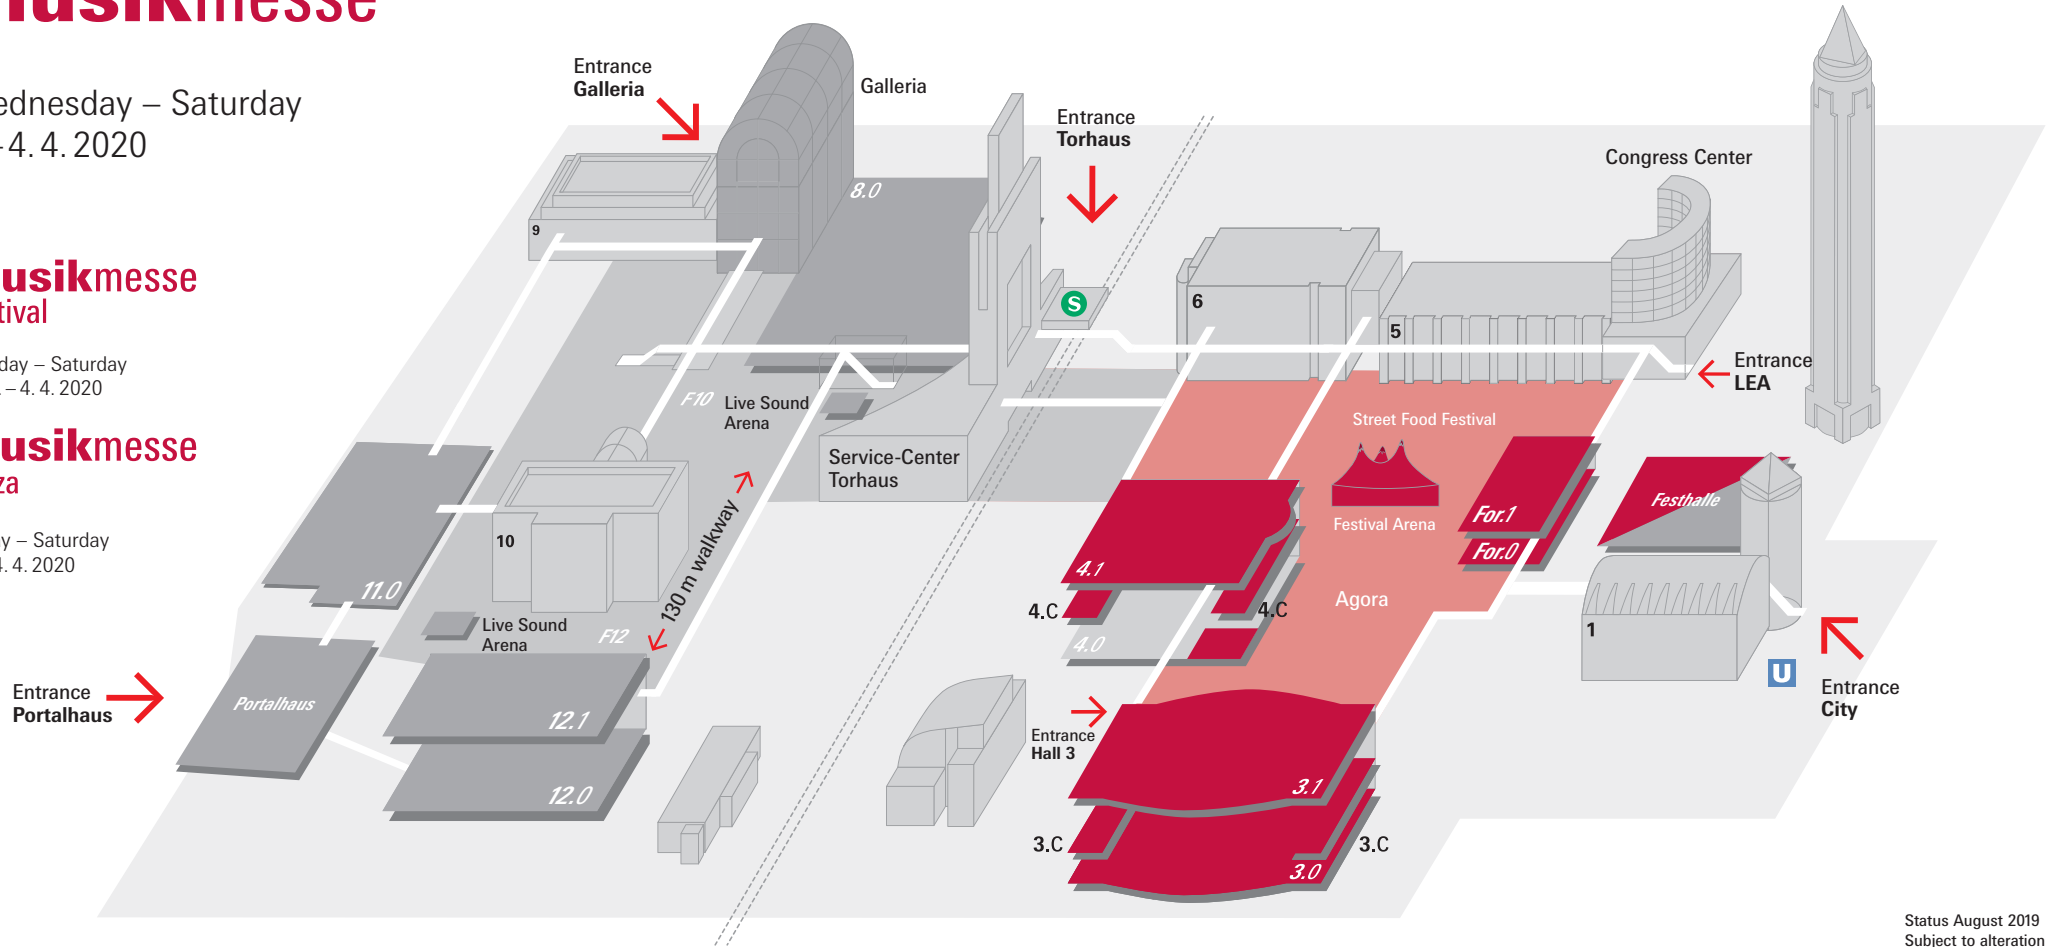 usikmesse
ednesday – Saturday
– 4. 4. 2020
usikmesse
tival
day – Saturday
. – 4. 4. 2020
usikmesse
za
y – Saturday
4. 4. 2020
Entrance
Galleria
Galleria
Entrance
Torhaus
Congress Center
8.0
9
S
6
5
Entrance
LEA
F10
Live Sound
Arena
Street Food Festival
Service-Center
Torhaus
Festival Arena
For.1
For.0
Festhalle
10
130 m walkway
11.0
4.1
4.C
4.C
4.0
Agora
1
Live Sound
Arena
F12
U
Entrance
City
Entrance
Portalhaus
Portalhaus
12.1
12.0
Entrance
Hall 3
3.1
3.C
3.C
3.0
Status August 2019
Subject to alteration